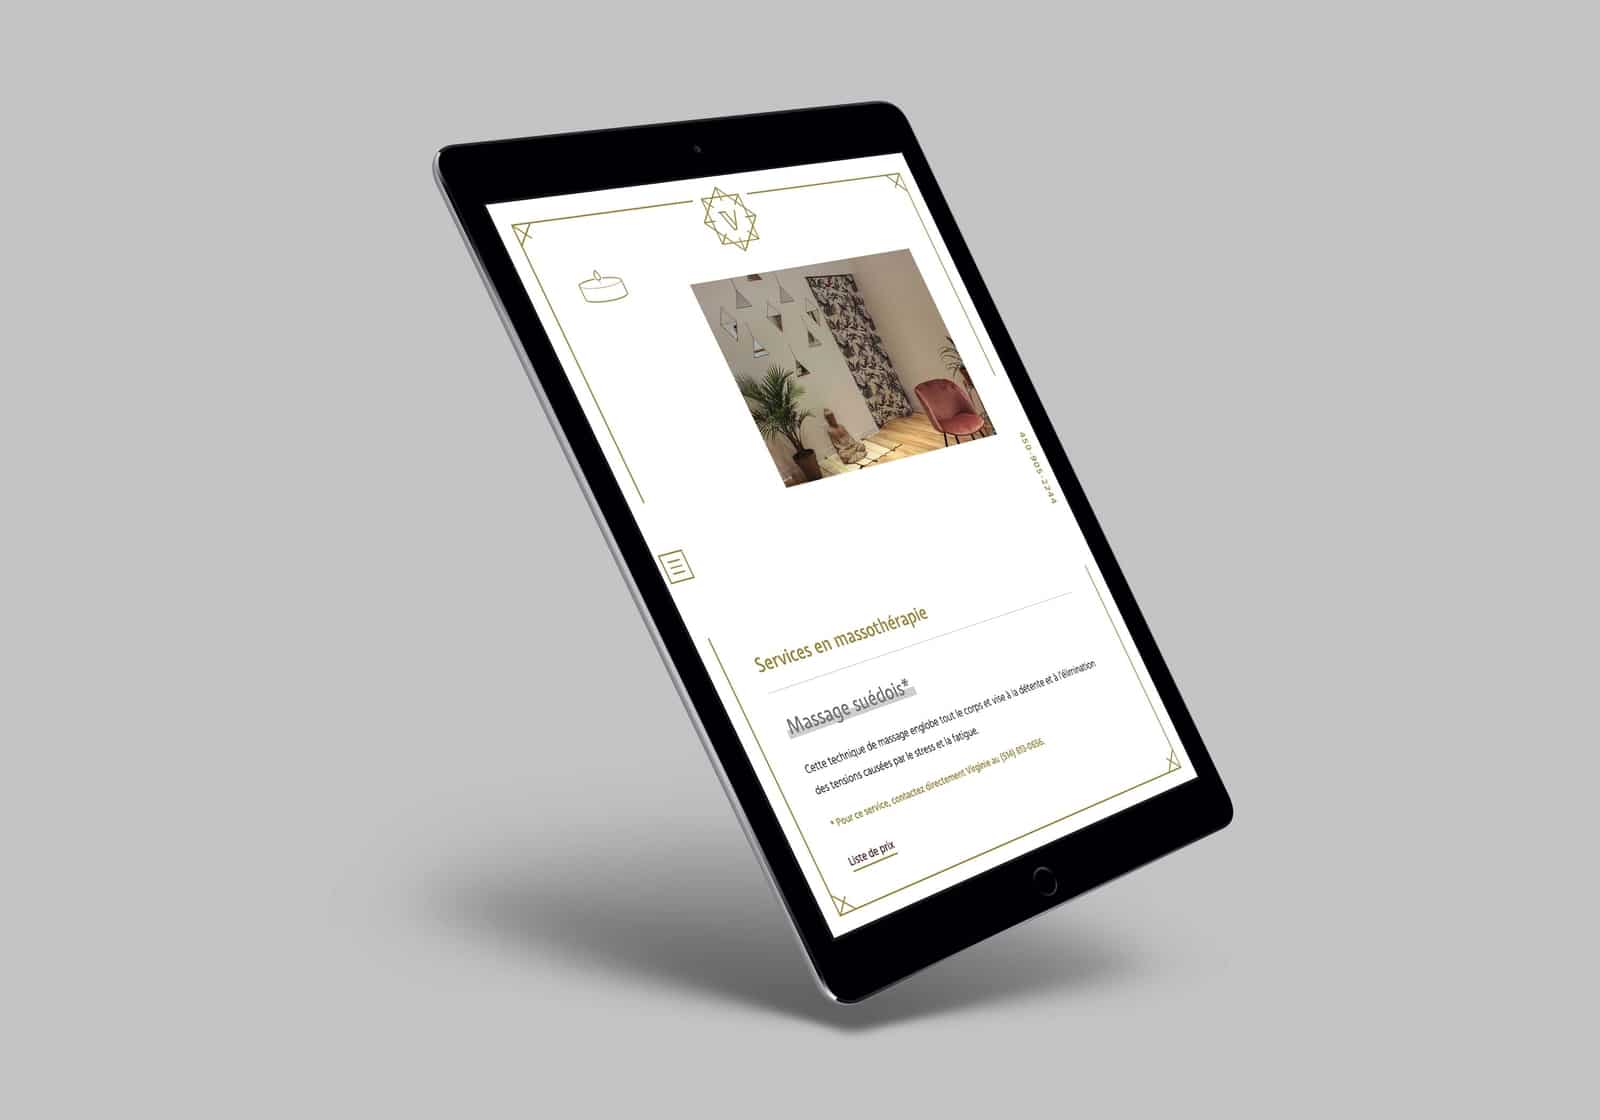 V
450-905-2244
Services en massothérapie
Massage suédois*
Cette technique de massage englobe tout le corps et vise à la détente et à l'élimination
des tensions causées par le stress et la fatigue.
* Pour ce service, contactez directement Virginie au (514) 813-0656.
Liste de prix